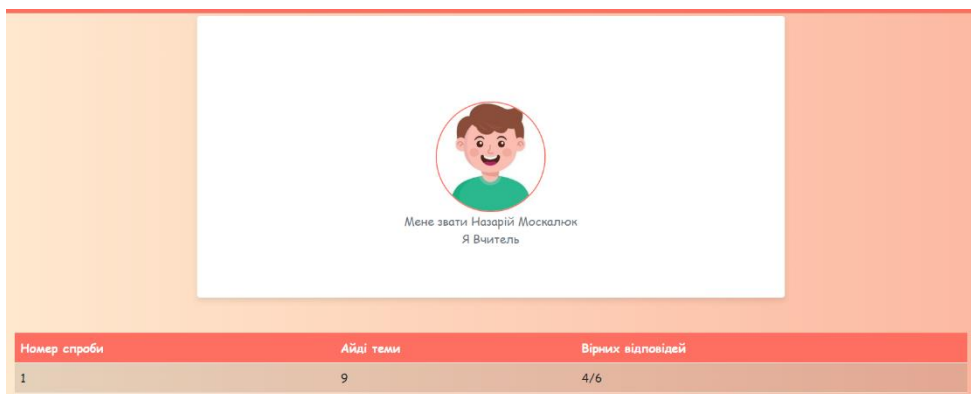 Мене звати Назарій Москалюк
Я Вчитель
Номер спроби Айді теми Вірних відповідей
1 9 4/6